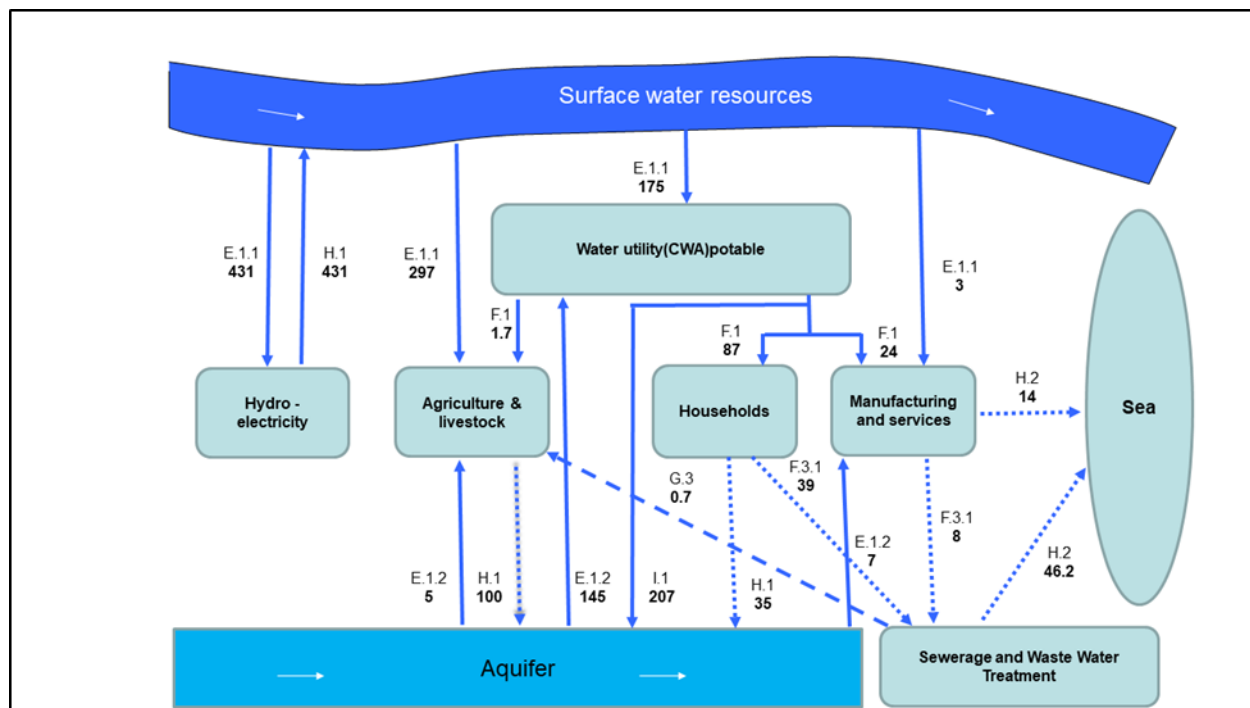 Surface water resources
E.1.1
175
Water utility(CWA)potable
E.1.1
431
H.1
431
E.1.1
297
E.1.1
3
F.1
1.7
F.1
87
F.1
24
Hydro -
electricity
Agriculture &
livestock
Households
Manufacturing
and services
H.2
14
Sea
G.3
0.7
F.3.1
39
F.3.1
8
E.1.2
5
H.1
100
E.1.2
145
I.1
207
H.1
35
E.1.2
7
H.2
46.2
Aquifer
Sewerage and Waste Water
Treatment